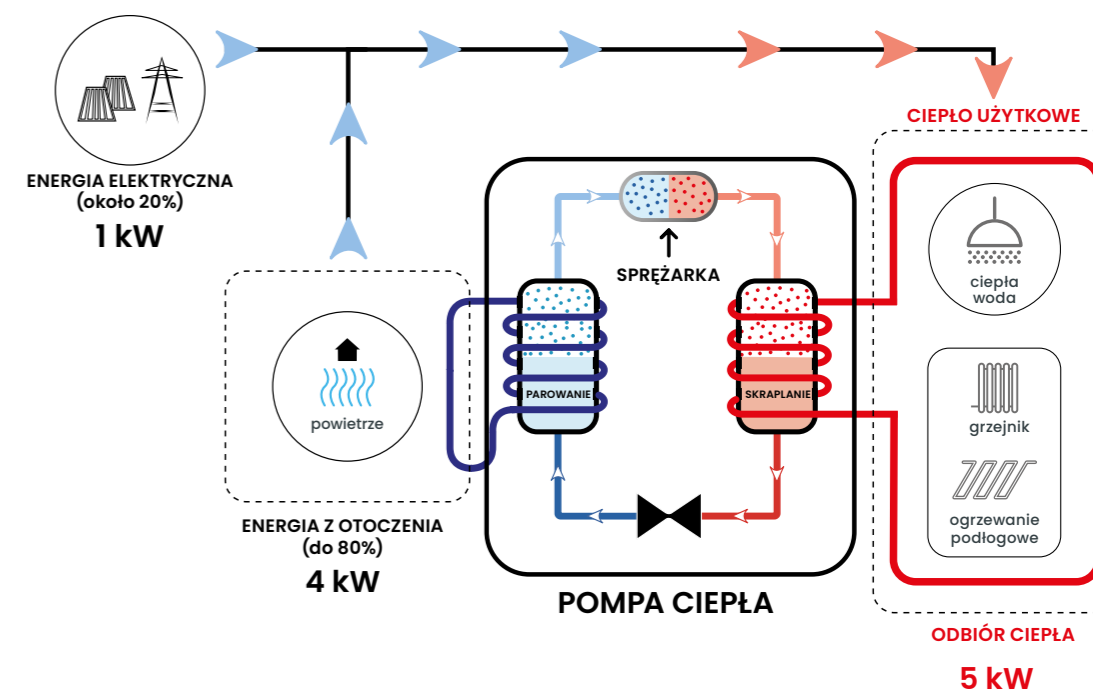 CIEPŁO UŻYTKOWE
ENERGIA ELEKTRYCZNA
(około 20%)
1 kW
SPRĘŻARKA
ciepła
woda
PAROWANIE
SKRAPLANIE
powietrze
grzejnik
ogrzewanie
podłogowe
ENERGIA Z OTOCZENIA
(do 80%)
4 kW
POMPA CIEPŁA
ODBIÓR CIEPŁA
5 kW